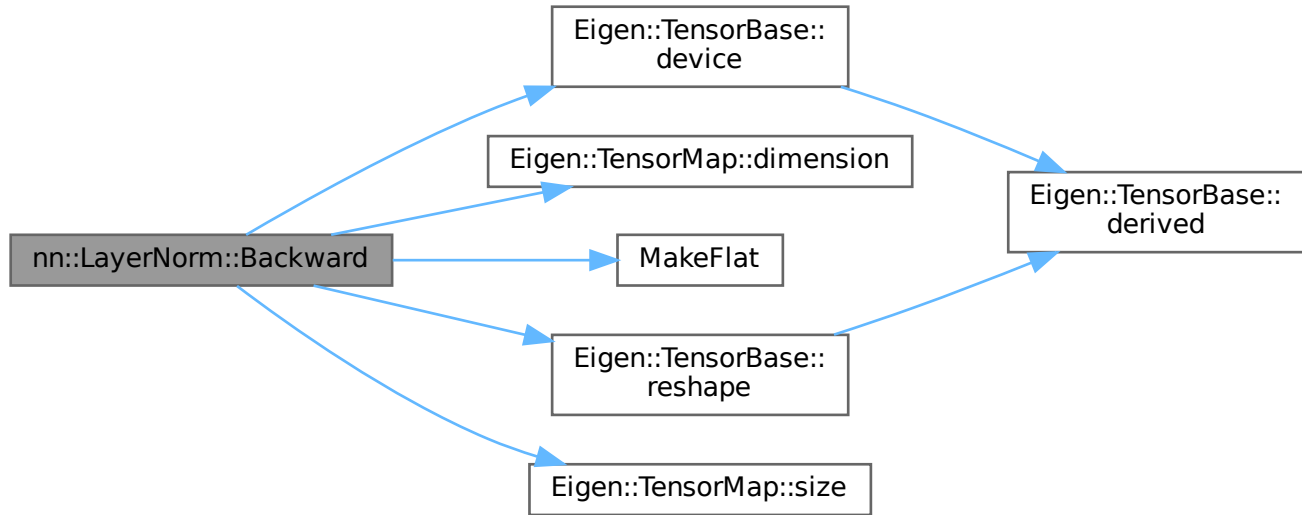 Eigen::TensorBase::
device
Eigen::TensorMap::dimension
Eigen::TensorBase::
derived
nn::LayerNorm::Backward
MakeFlat
Eigen::TensorBase::
reshape
Eigen::TensorMap::size